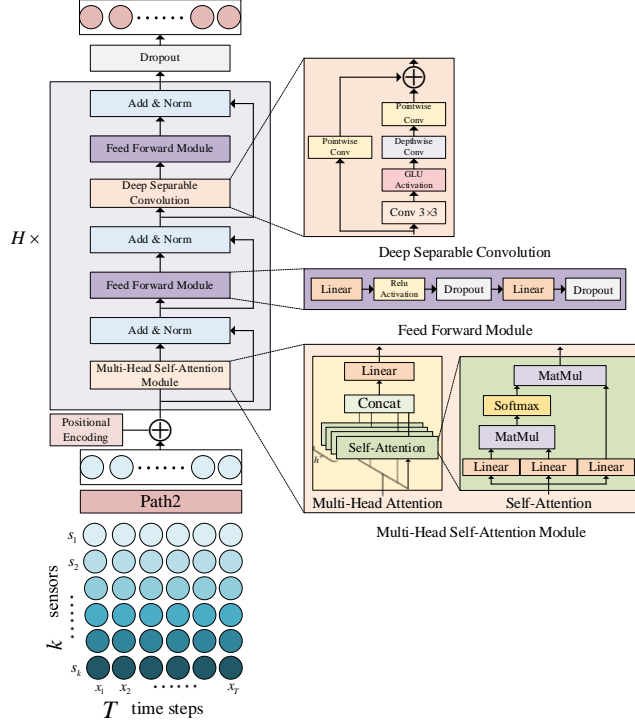 Dropout
Add & Norm
Feed Forward Module
Deep Separable
Convolution
Add & Norm
Feed Forward Module
Add & Norm
Multi-Head Self-Attention
Module
H ×
Positional
Encoding
Path2
s1
s2
sk
k sensors
x1 x2 xT
T time steps
Pointwise
Conv
Pointwise
Conv
Depthwise
Conv
GLU
Activation
Conv 3×3
Deep Separable Convolution
Linear
Relu
Activation
Dropout
Linear
Dropout
Feed Forward Module
Linear
Concat
Self-Attention
h
Multi-Head Attention
MatMul
Softmax
MatMul
Linear
Linear
Linear
Self-Attention
Multi-Head Self-Attention Module